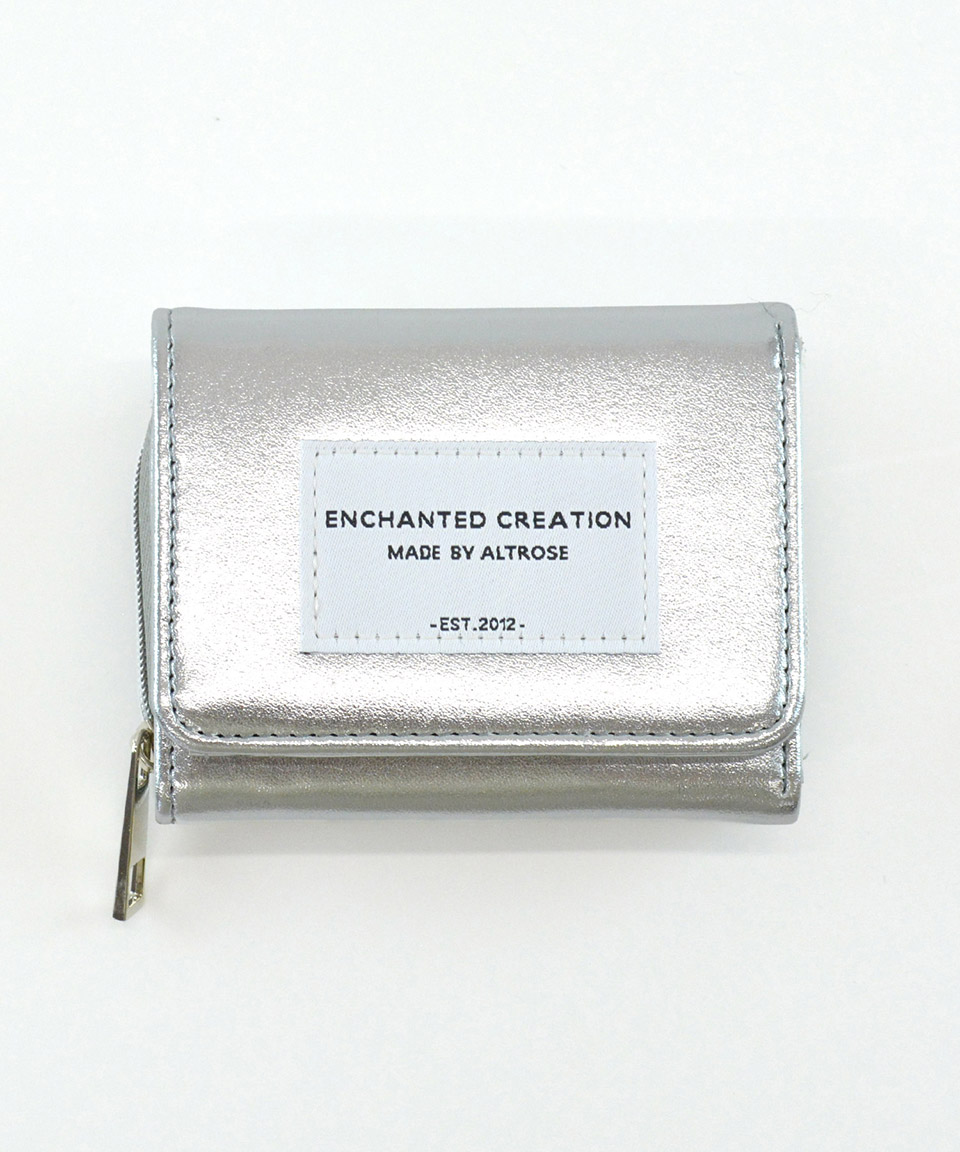 ENCHANTED CREATION
MADE BY ALTROSE
-EST.2012-